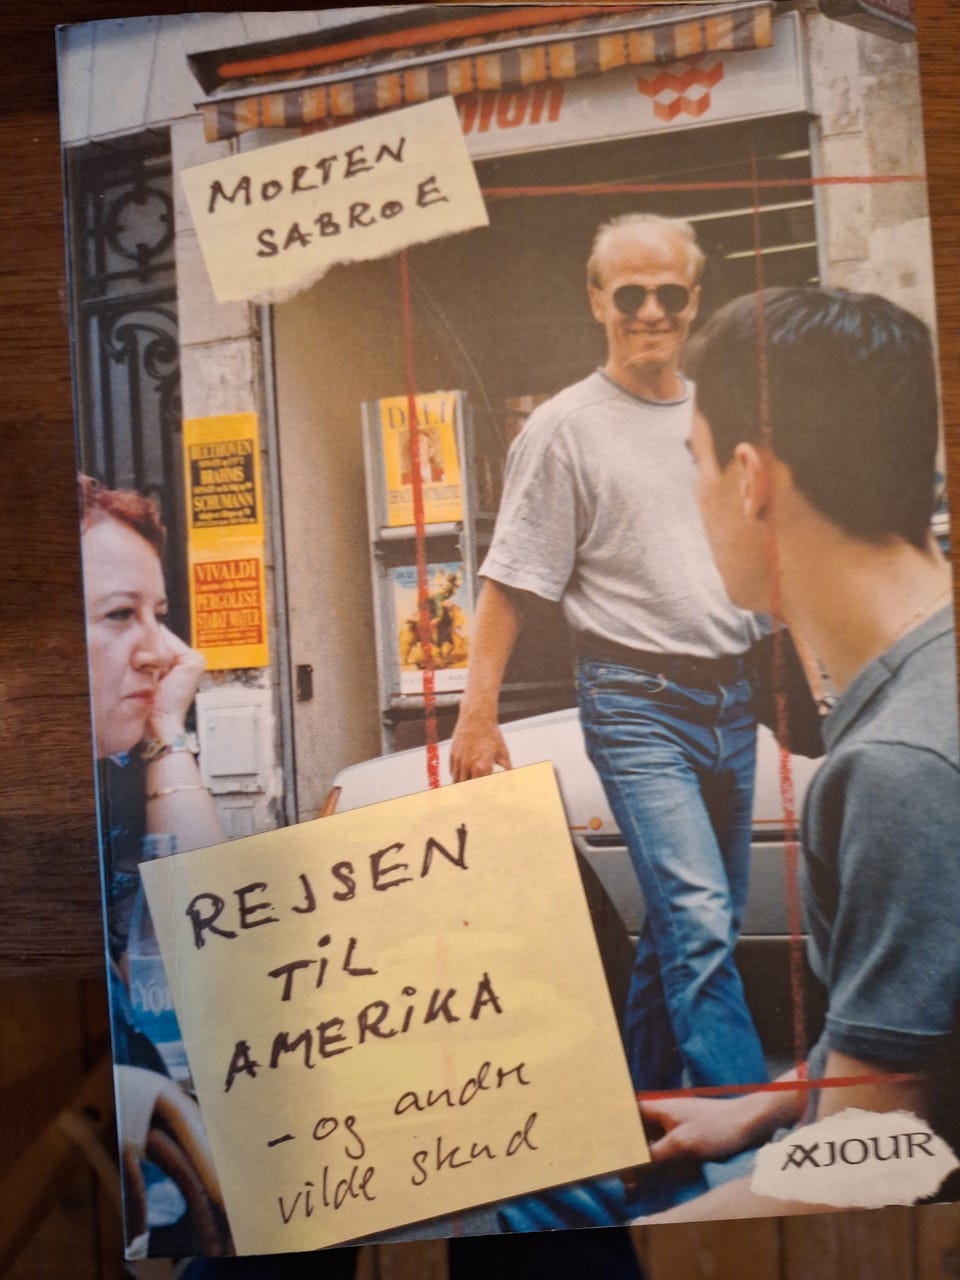 MORTEN
SABROE
DALI
BEETHOVEN
BRAHMS
SCHUMANN
VIVALDI
PERGOLESE
STABAT MATER
REJSEN
TiL
AMERiKA
- og andre
vilde skud
AJOUR